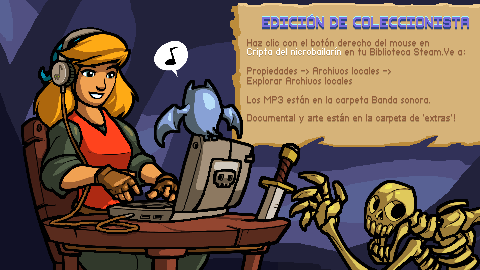 EDICIÓN DE COLECCIONISTA
Haz clic con el botón derecho del mouse en
Cripta del nicrobailarin en tu Biblioteca Steam.Ve a:
Propiedades -> Archivos locales ->
Explorar Archivos locales
Los MP3 están en la carpeta Banda sonora.
Documental y arte están en la carpeta de 'extras'!